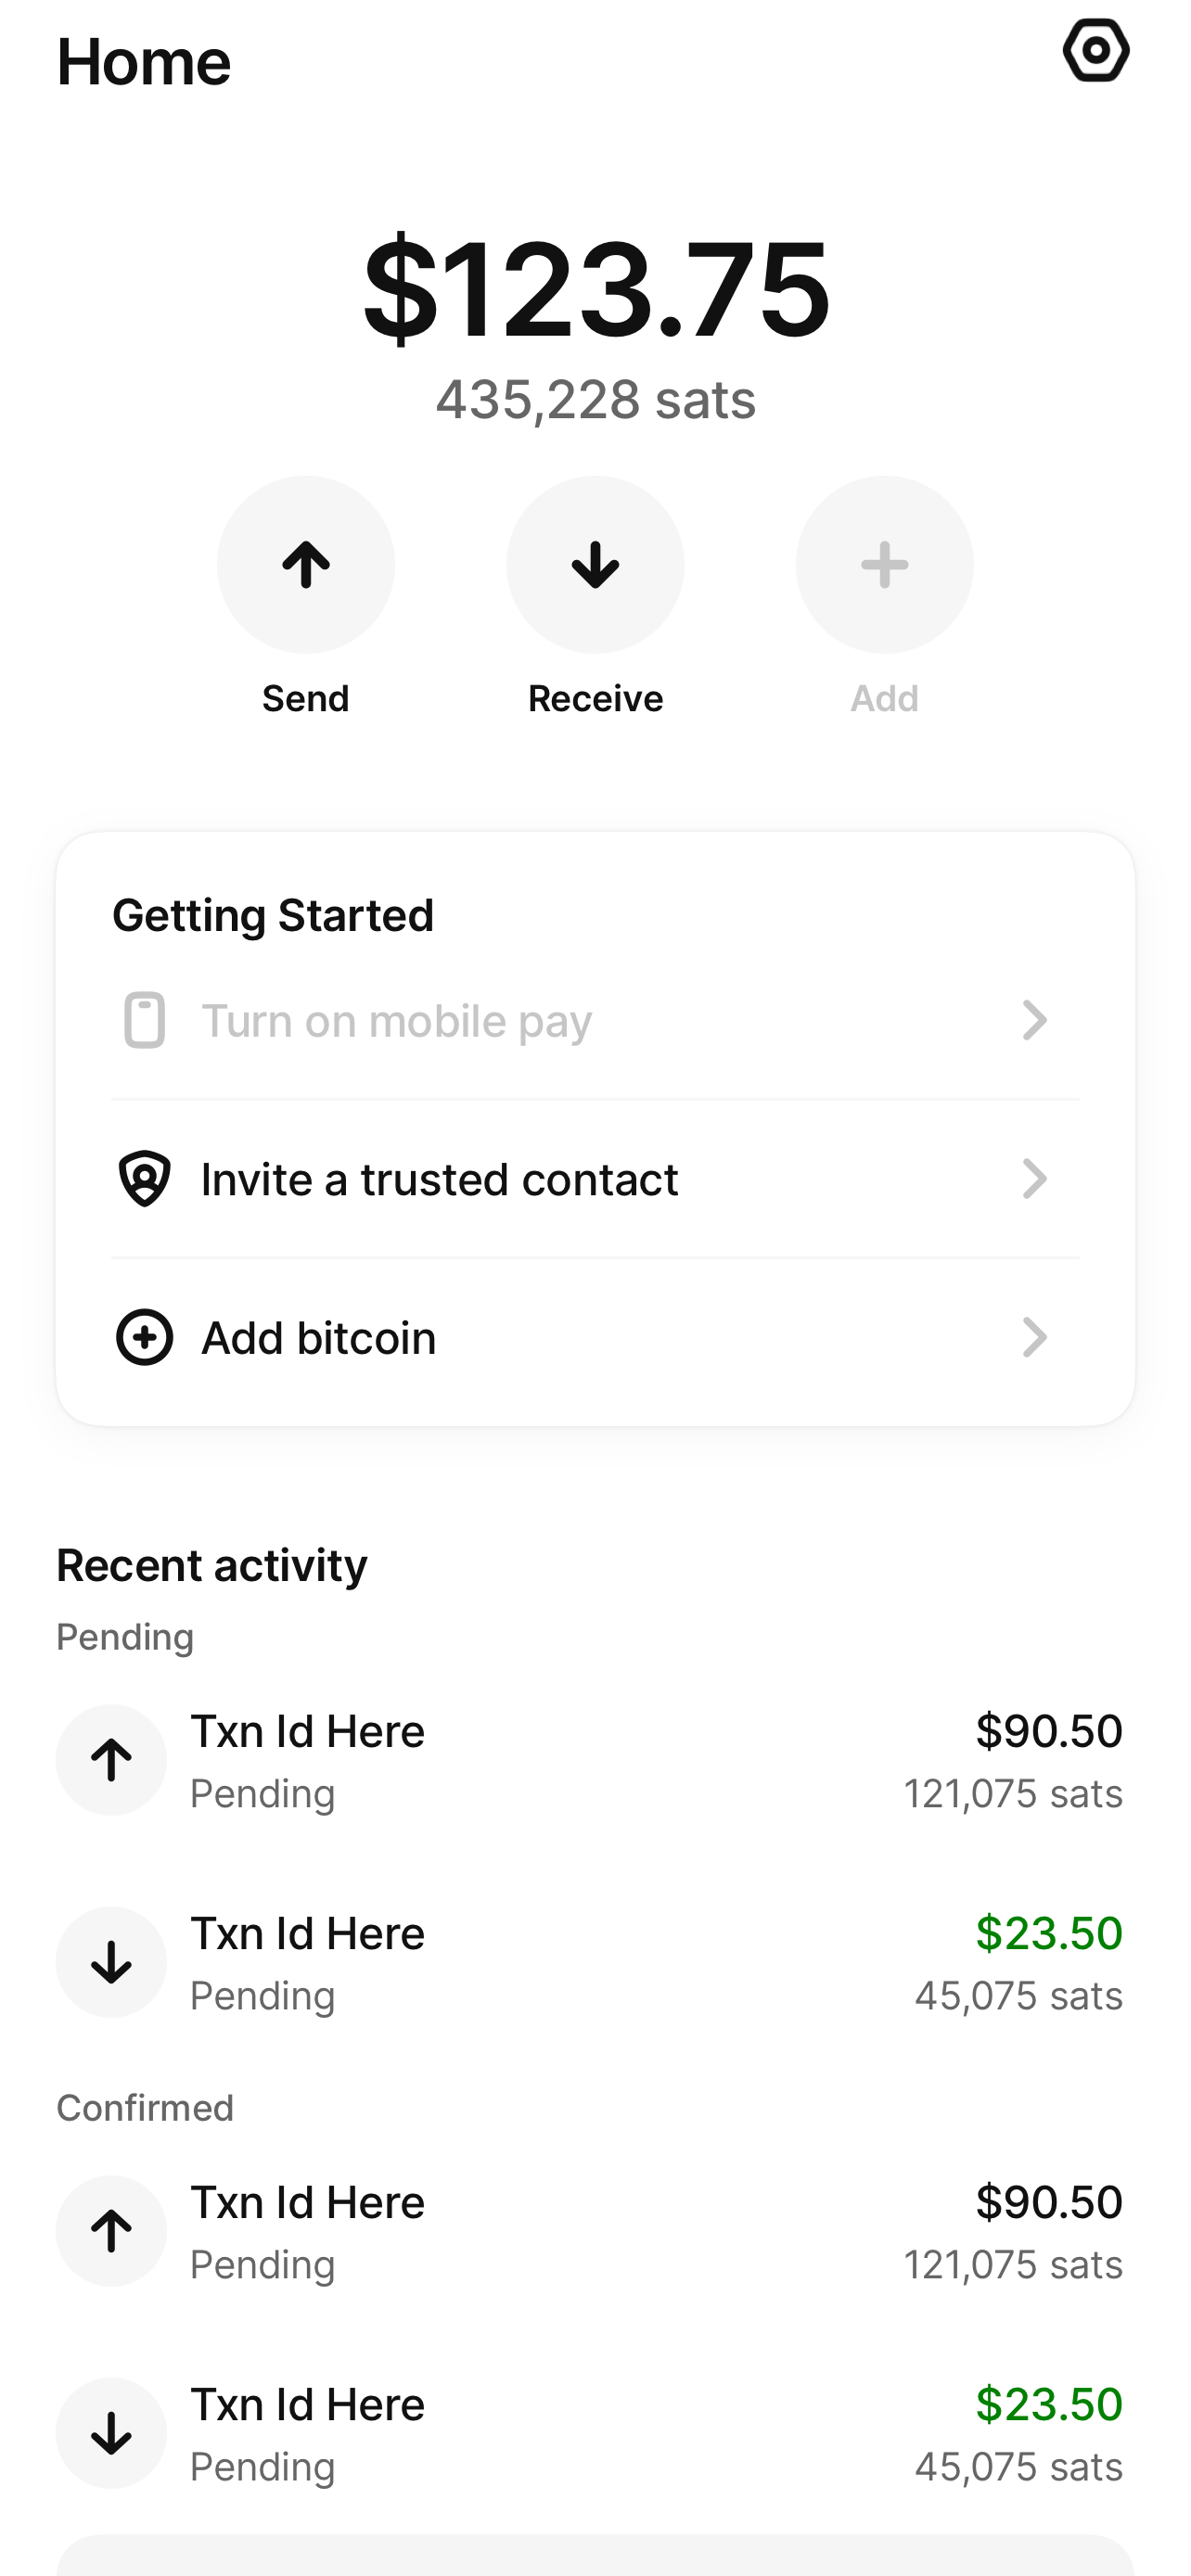 Home
$123.75
435,228 sats
Send
Receive
Add
Getting Started
Turn on mobile pay
Invite a trusted contact
Add bitcoin
Recent activity
Pending
Txn Id Here
$90.50
Pending
121,075 sats
Txn Id Here
$23.50
Pending
45,075 sats
Confirmed
Txn Id Here
$90.50
Pending
121,075 sats
Txn Id Here
$23.50
Pending
45,075 sats